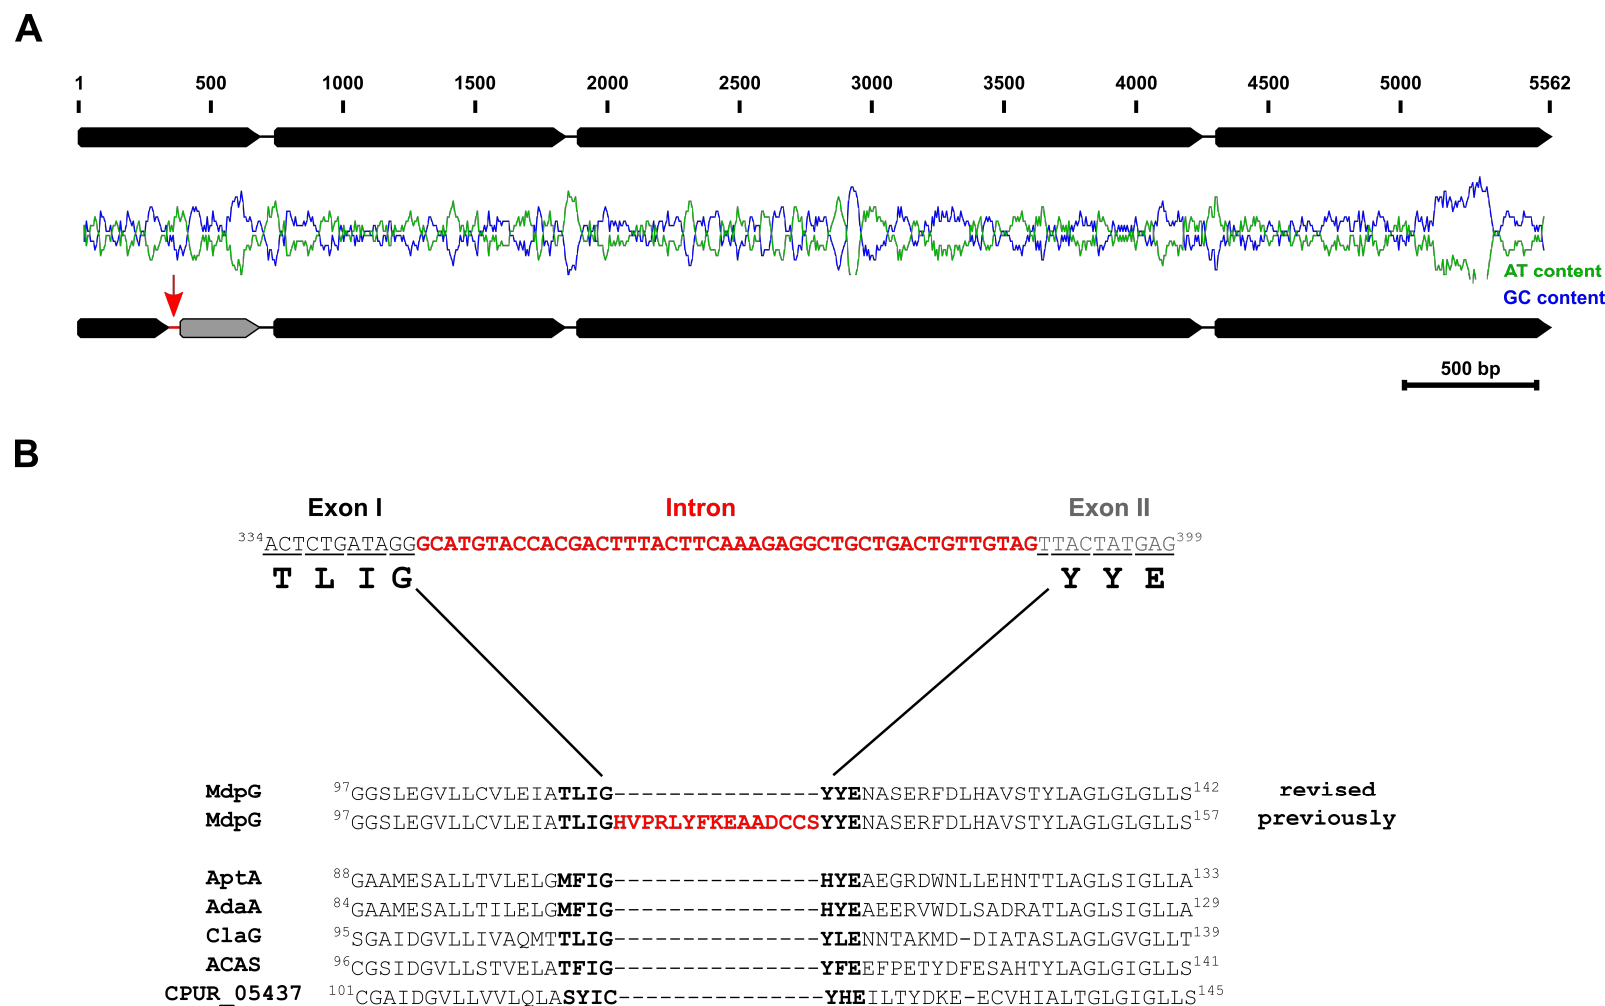 A
1 500 1000 1500 2000 2500 3000 3500 4000 4500 5000 5562
AT content
GC content
500 bp
B
Exon I Intron Exon II
334ACTCTGATAGGGCATGTACCACGACTTTACTTCAAAGAGGCTGCTGACTGTTGTAGTTACTATGAG399
T L I G Y Y E
MdpG 97GGSLEGVLLCVLEIATLIG---------------YYENASERFDLHAVSTYLAGLGLGLLS142 revised
MdpG 97GGSLEGVLLCVLEIATLIGHVPRLYFKEAADCCSYYENASERFDLHAVSTYLAGLGLGLLS157 previously
AptA 88GAAMESALLTVLELGMFIG---------------HYEAEGRDWNLLEHNTTLAGLSIGLLA133
AdaA 84GAAMESALLTILELGMFIG---------------HYEAEERVWDLSADRATLAGLSIGLLA129
ClaG 95SGAIDGVLLIVAQMTTLIG---------------YLENNTAKMD-DIATASLAGLGVGLLT139
ACAS 96CGSIDGVLLSTVELATFIG---------------YFEEFPETYDFESAHTYLAGLGIGLLS141
CPUR_05437 101CGAIDGVLLVVLQLASYIC---------------YHEILTYDKE-ECVHIALTGLGIGLLS145